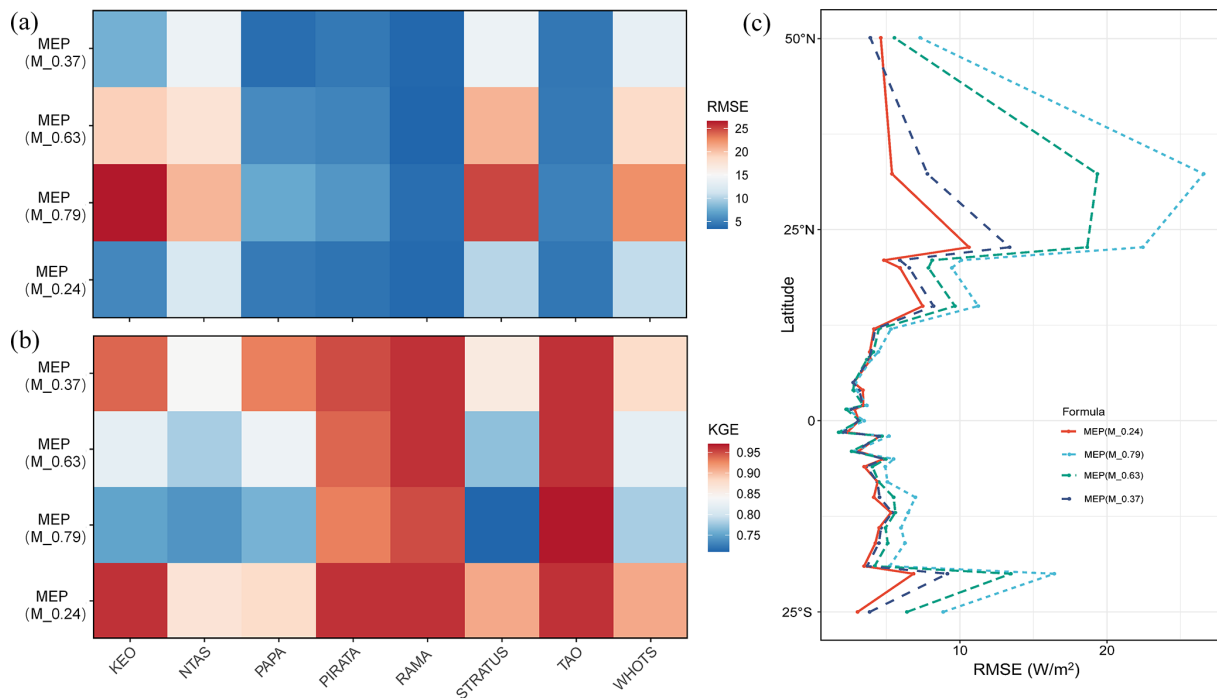 (a)
MEP
(M_0.37)
MEP
(M_0.63)
MEP
(M_0.79)
MEP
(M_0.24)
RMSE
25
20
15
10
5
(b)
MEP
(M_0.37)
MEP
(M_0.63)
MEP
(M_0.79)
MEP
(M_0.24)
KGE
0.95
0.90
0.85
0.80
0.75
KEO
NTAS
PAPA
PIRATA
RAMA
STRATUS
TAO
WHOTS
(c)
50°N
25°N
0
25°S
Latitude
Formula
MEP(M_0.24)
MEP(M_0.79)
MEP(M_0.63)
MEP(M_0.37)
10
20
RMSE (W/m²)